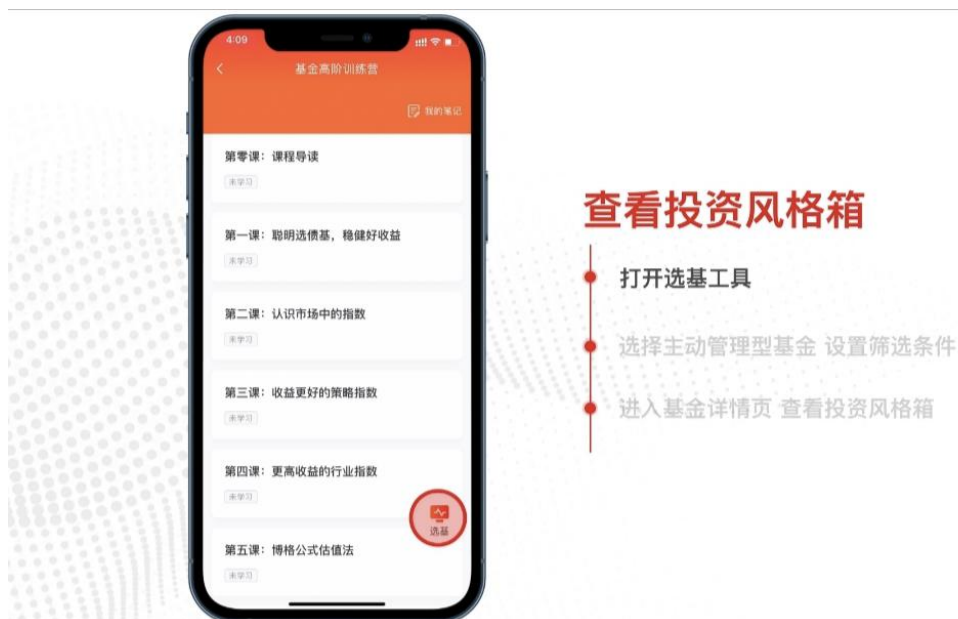 4:09
基金高阶训练营
我的笔记
第零课：课程导读
未学习
第一课：聪明选债基，稳健好收益
未学习
第二课：认识市场中的指数
未学习
第三课：收益更好的策略指数
未学习
第四课：更高收益的行业指数
未学习
选基
第五课：博格公式估值法
未学习
查看投资风格箱
打开选基工具
选择主动管理型基金 设置筛选条件
进入基金详情页 查看投资风格箱